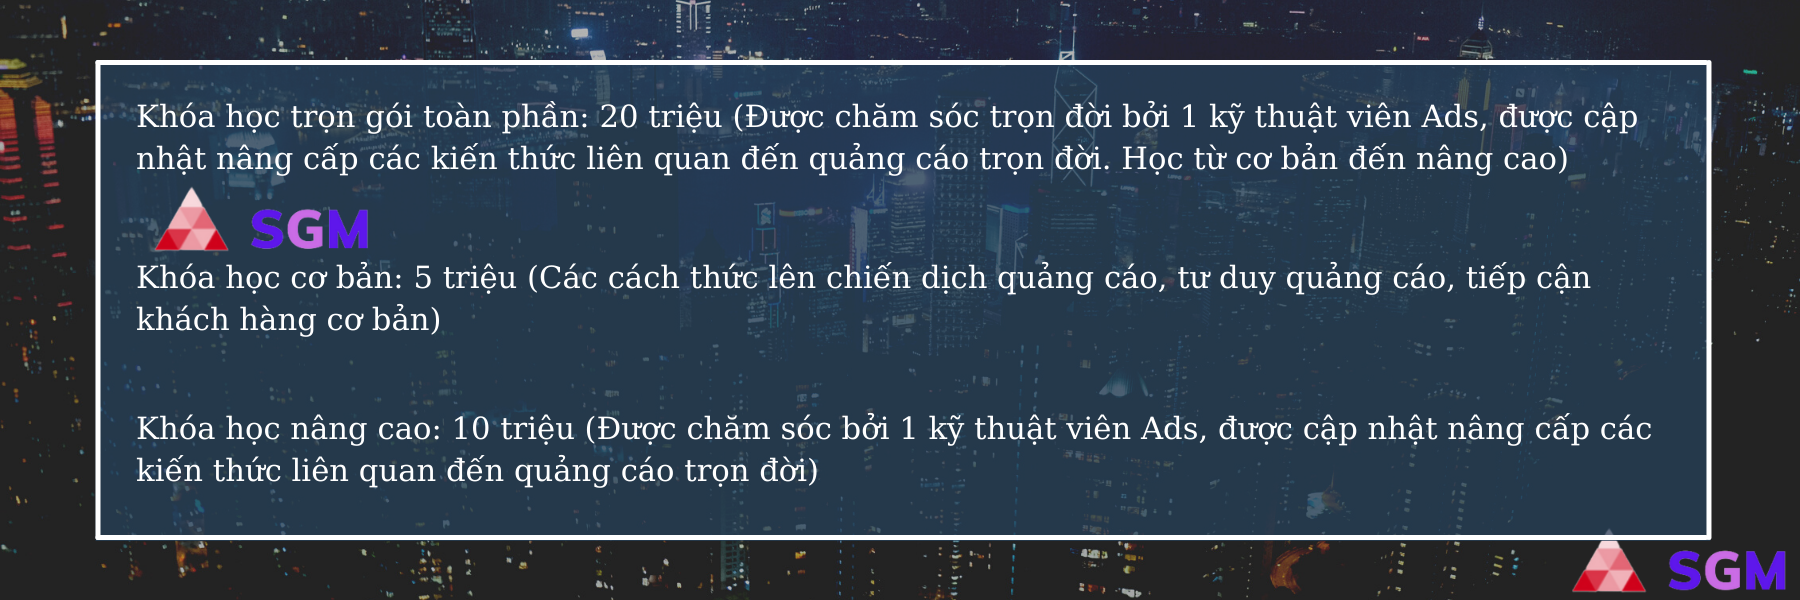 Khóa học trọn gói toàn phần: 20 triệu (Được chăm sóc trọn đời bởi 1 kỹ thuật viên Ads, được cập
nhật nâng cấp các kiến thức liên quan đến quảng cáo trọn đời. Học từ cơ bản đến nâng cao)
SGM
Khóa học cơ bản: 5 triệu (Các cách thức lên chiến dịch quảng cáo, tư duy quảng cáo, tiếp cận
khách hàng cơ bản)
Khóa học nâng cao: 10 triệu (Được chăm sóc bởi 1 kỹ thuật viên Ads, được cập nhật nâng cấp các
kiến thức liên quan đến quảng cáo trọn đời)
SGM